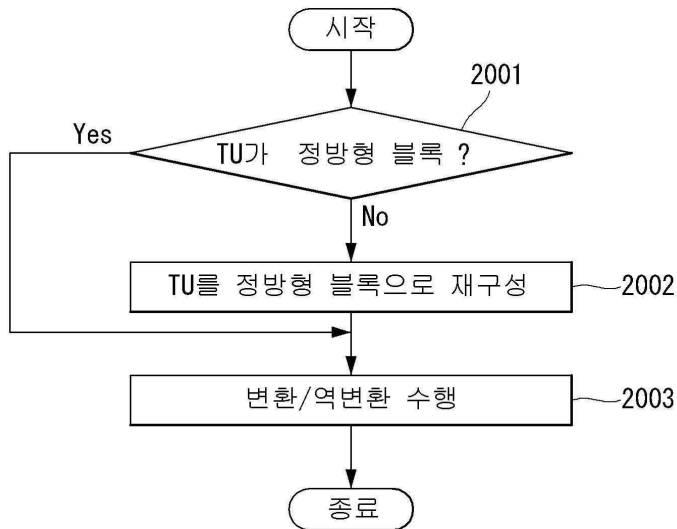 시작
2001
Yes
TU가 정방형 블록 ?
No
TU를 정방형 블록으로 재구성
2002
변환/역변환 수행
2003
종료